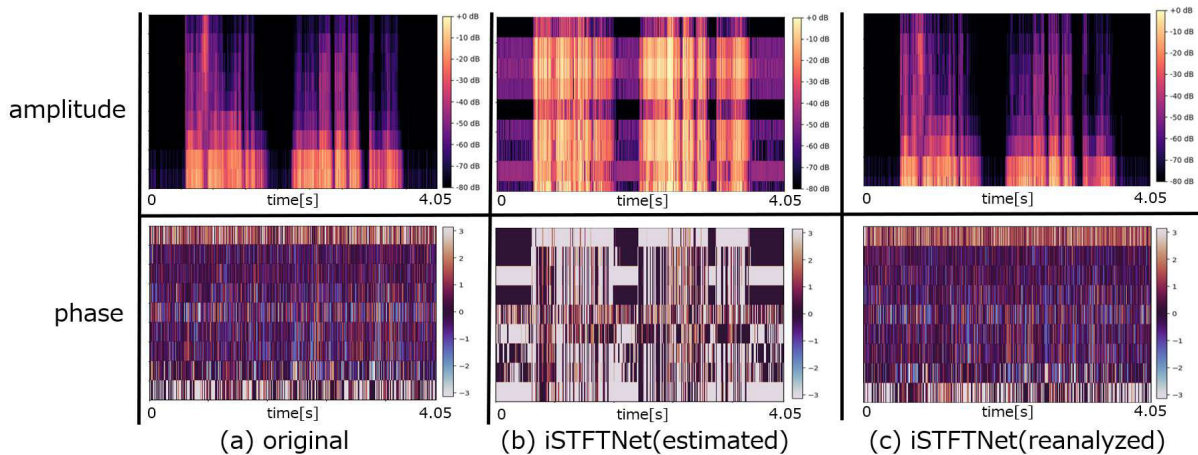 amplitude
+0 dB
-10 dB
-20 dB
-30 dB
-40 dB
-50 dB
-60 dB
-70 dB
-80 dB
0 time[s] 4.05
+0 dB
-10 dB
-20 dB
-30 dB
-40 dB
-50 dB
-60 dB
-70 dB
-80 dB
0 time[s] 4.05
+0 dB
-10 dB
-20 dB
-30 dB
-40 dB
-50 dB
-60 dB
-70 dB
-80 dB
0 time[s] 4.05
phase
3
2
1
0
−1
−2
−3
0 time[s] 4.05
3
2
1
0
−1
−2
−3
0 time[s] 4.05
3
2
1
0
−1
−2
−3
0 time[s] 4.05
(a) original
(b) iSTFTNet(estimated)
(c) iSTFTNet(reanalyzed)